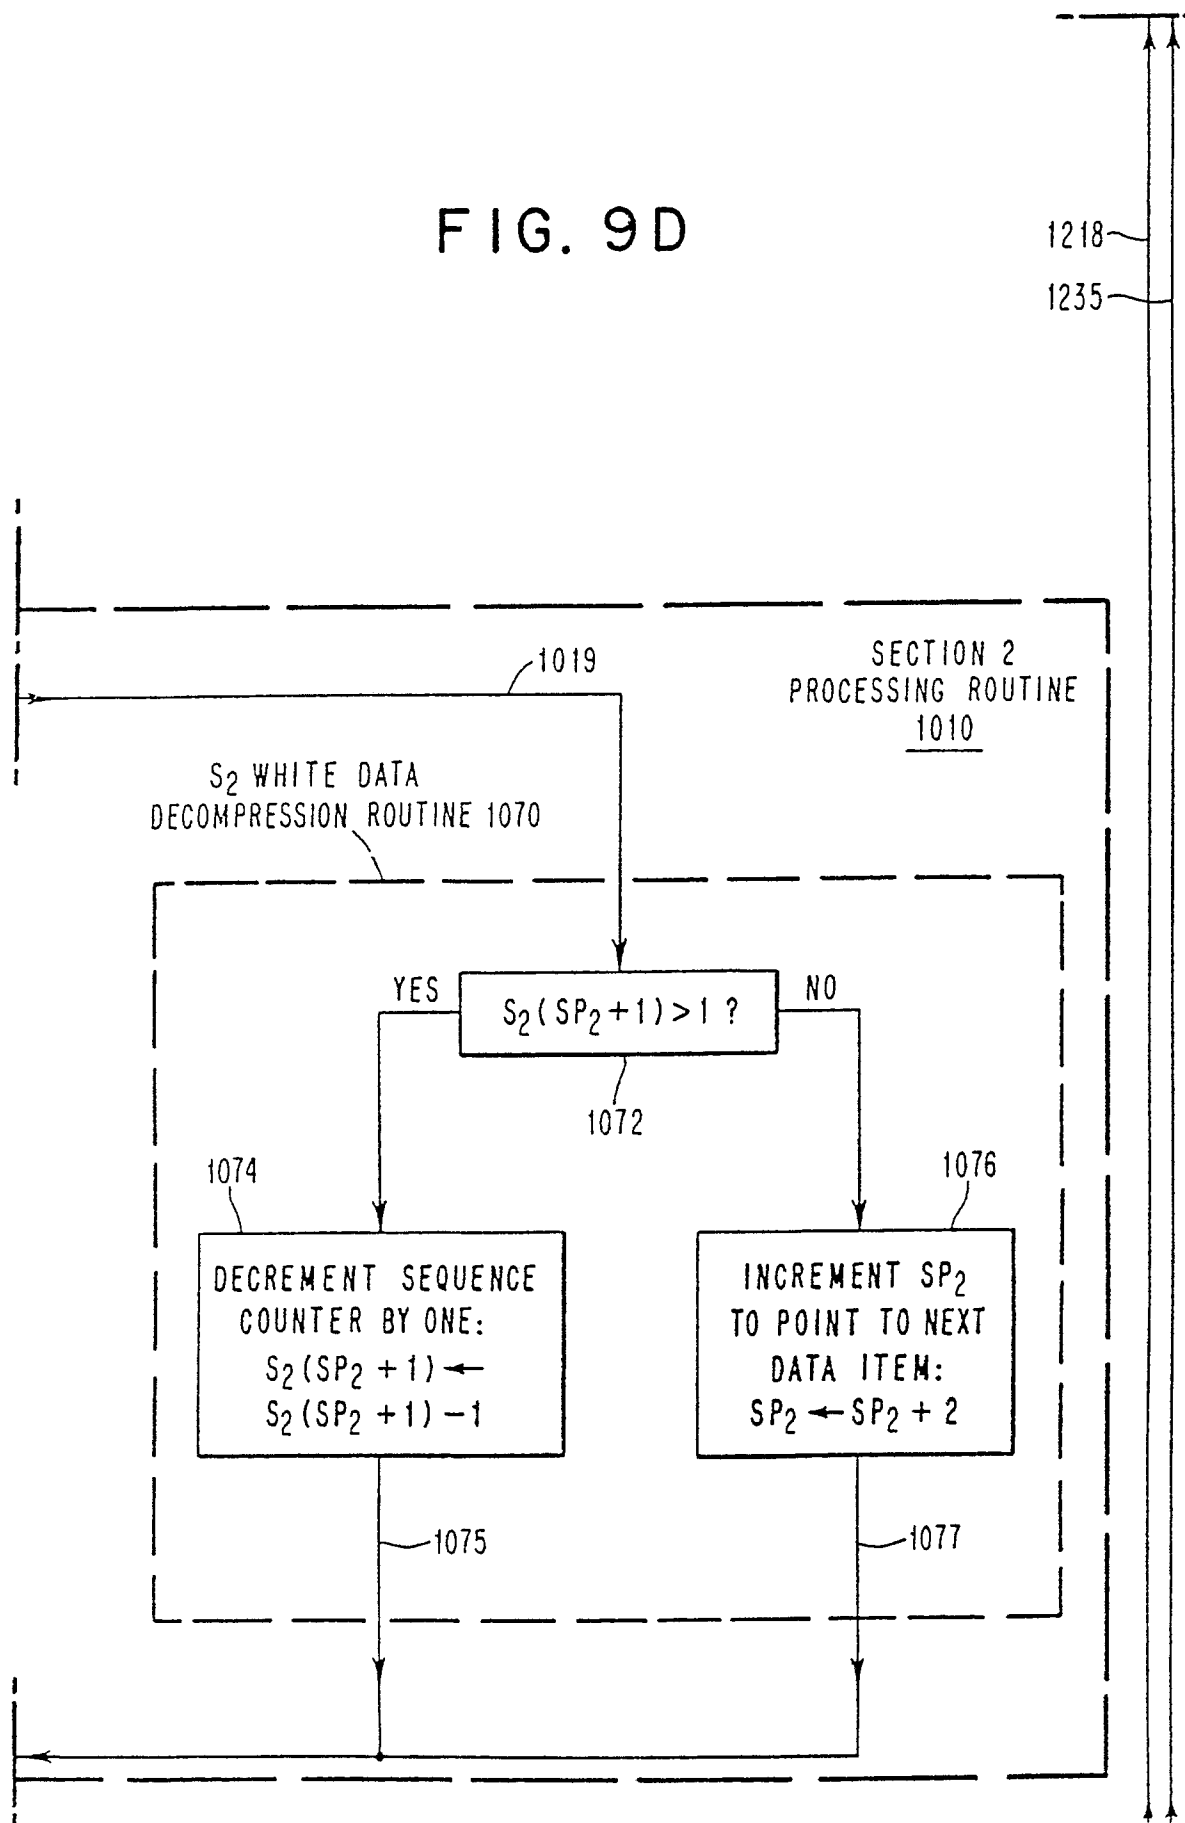 FIG. 9D
1218
1235
1019
SECTION 2
PROCESSING ROUTINE
1010
S₂ WHITE DATA
DECOMPRESSION ROUTINE 1070
YES
S₂(SP₂+1)>1 ?
NO
1072
1074
1076
DECREMENT SEQUENCE
COUNTER BY ONE:
S₂(SP₂ +1)←
S₂(SP₂ +1)−1
INCREMENT SP₂
TO POINT TO NEXT
DATA ITEM:
SP₂←SP₂+2
1075
1077